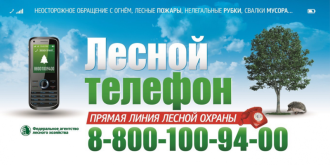 НЕОСТОРОЖНОЕ ОБРАЩЕНИЕ С ОГНЁМ, ЛЕСНЫЕ ПОЖАРЫ, НЕЛЕГАЛЬНЫЕ РУБКИ, СВАЛКИ МУСОРА...
Лесной
телефон
ПРЯМАЯ ЛИНИЯ ЛЕСНОЙ ОХРАНЫ
Федеральное агентство
лесного хозяйства
8-800-100-94-00